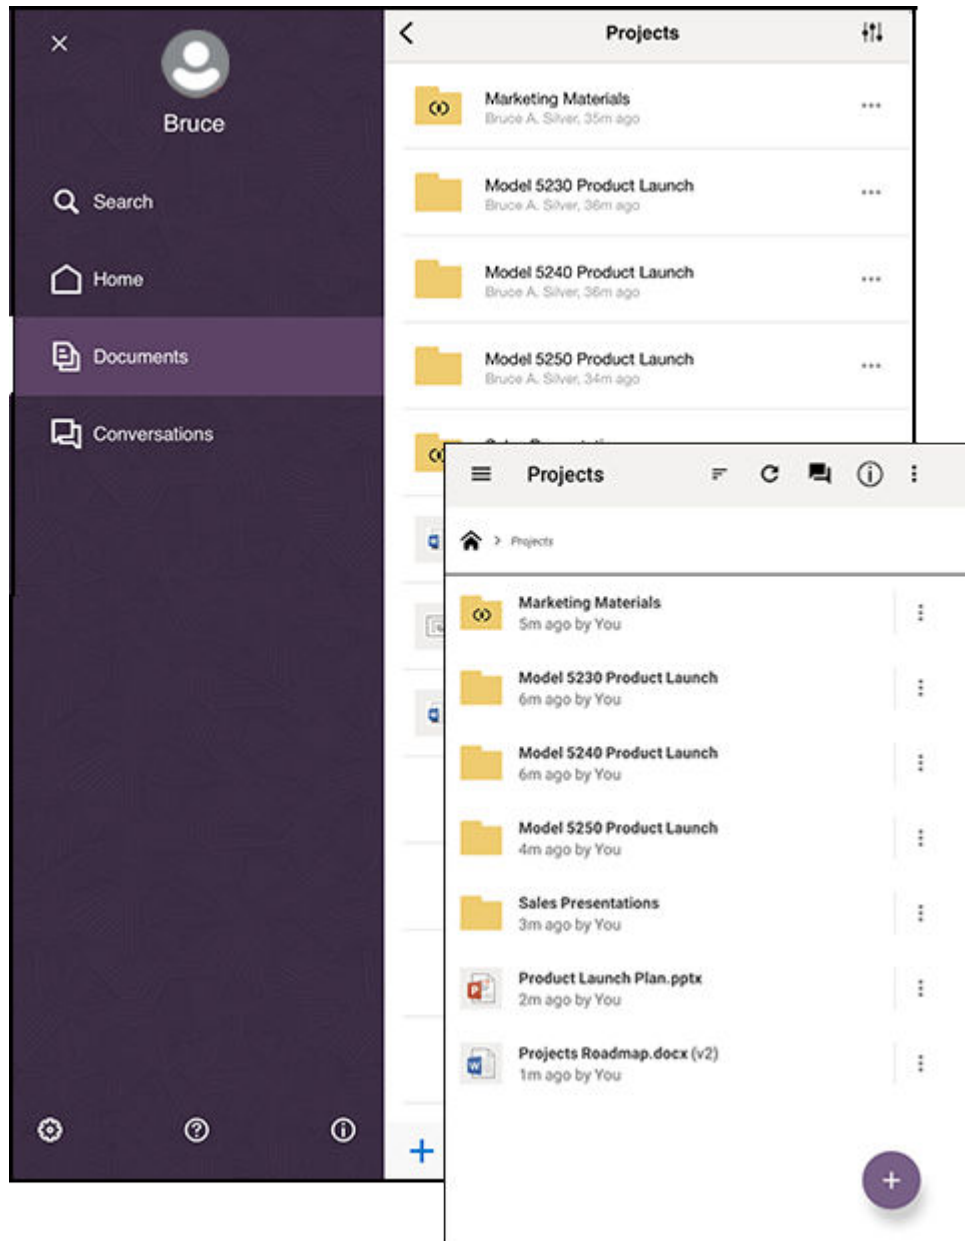 Bruce
Search
Home
Documents
Conversations
Projects
Marketing Materials
Bruce A. Silver, 35m ago
Model 5230 Product Launch
Bruce A. Silver, 36m ago
Model 5240 Product Launch
Bruce A. Silver, 36m ago
Model 5250 Product Launch
Bruce A. Silver, 34m ago
Projects
Projects
Marketing Materials
5m ago by You
Model 5230 Product Launch
6m ago by You
Model 5240 Product Launch
6m ago by You
Model 5250 Product Launch
4m ago by You
Sales Presentations
3m ago by You
Product Launch Plan.pptx
2m ago by You
Projects Roadmap.docx (v2)
1m ago by You